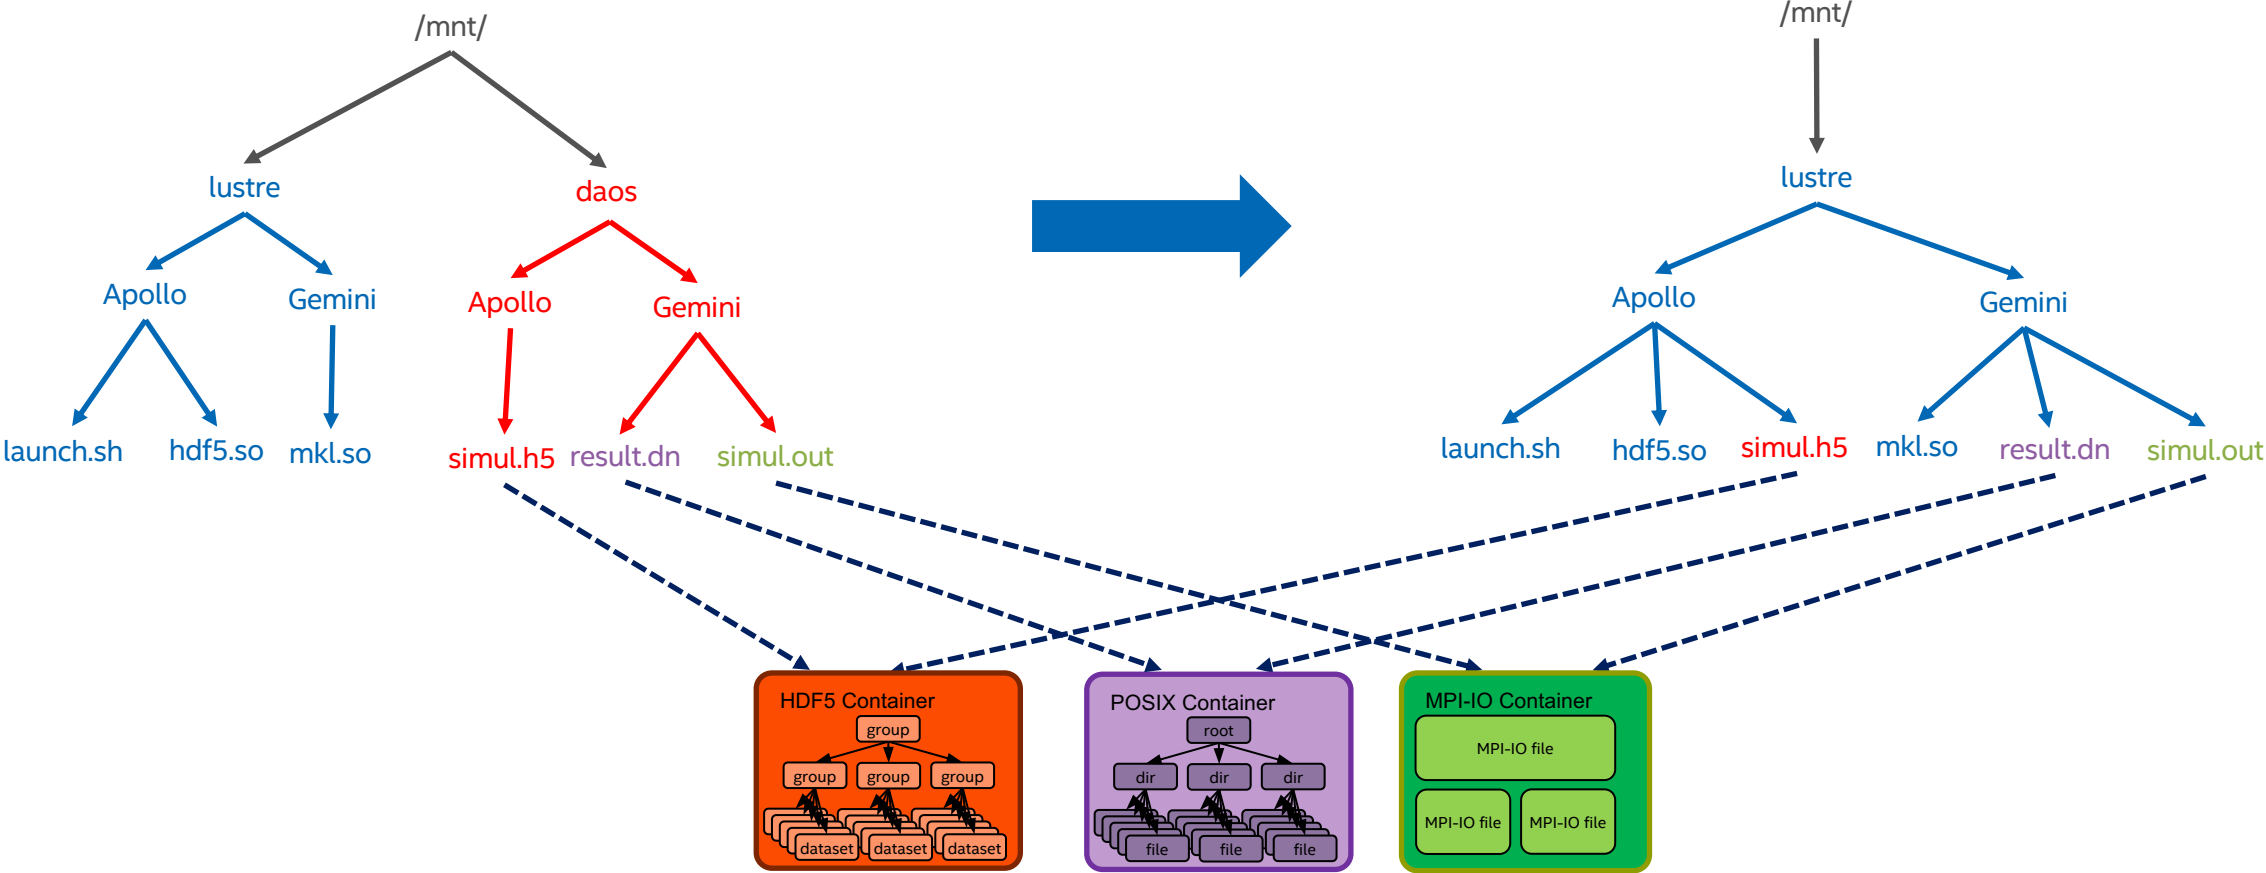 /mnt/
/mnt/
lustre
daos
lustre
Apollo
Gemini
Apollo
Gemini
Apollo
Gemini
launch.sh
hdf5.so
mkl.so
simul.h5
result.dn
simul.out
launch.sh
hdf5.so
simul.h5
mkl.so
result.dn
simul.out
HDF5 Container
group
group
group
group
dataset
dataset
dataset
POSIX Container
root
dir
dir
dir
file
file
file
MPI-IO Container
MPI-IO file
MPI-IO file
MPI-IO file